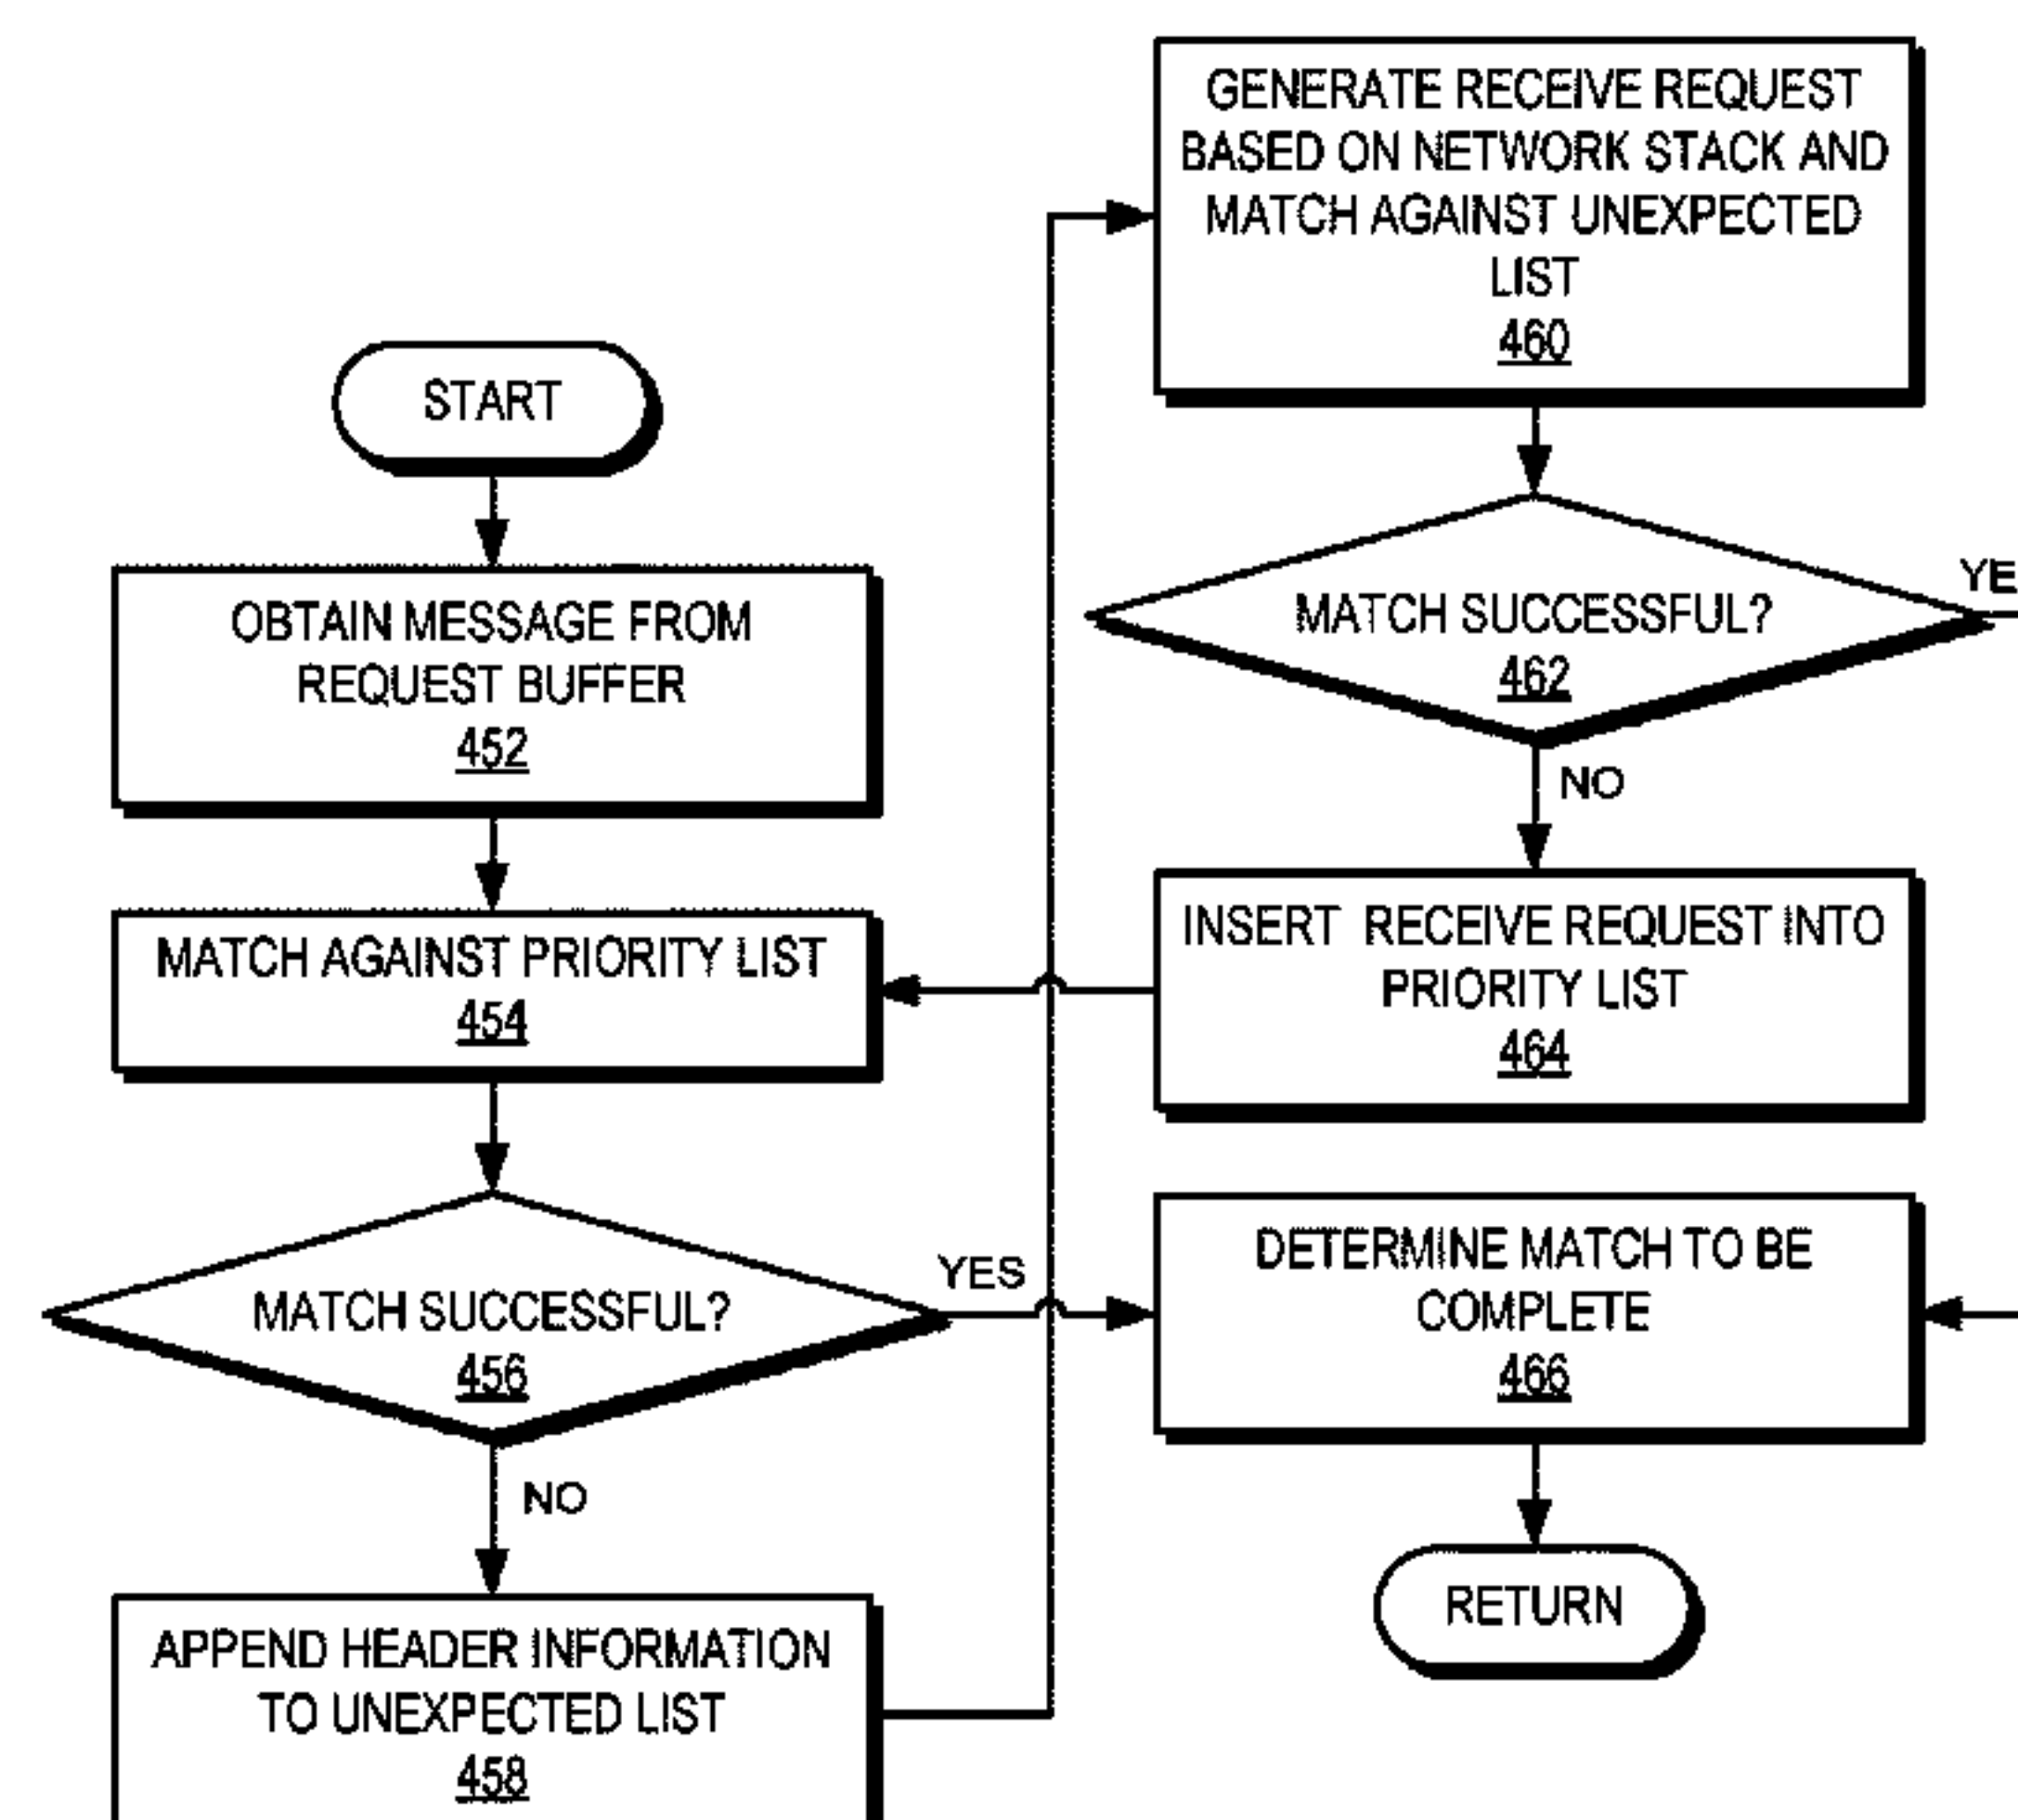 START
OBTAIN MESSAGE FROM
REQUEST BUFFER
452
MATCH AGAINST PRIORITY LIST
454
MATCH SUCCESSFUL?
456
YES
NO
APPEND HEADER INFORMATION
TO UNEXPECTED LIST
458
GENERATE RECEIVE REQUEST
BASED ON NETWORK STACK AND
MATCH AGAINST UNEXPECTED
LIST
460
MATCH SUCCESSFUL?
462
YE
NO
INSERT RECEIVE REQUEST INTO
PRIORITY LIST
464
DETERMINE MATCH TO BE
COMPLETE
466
RETURN